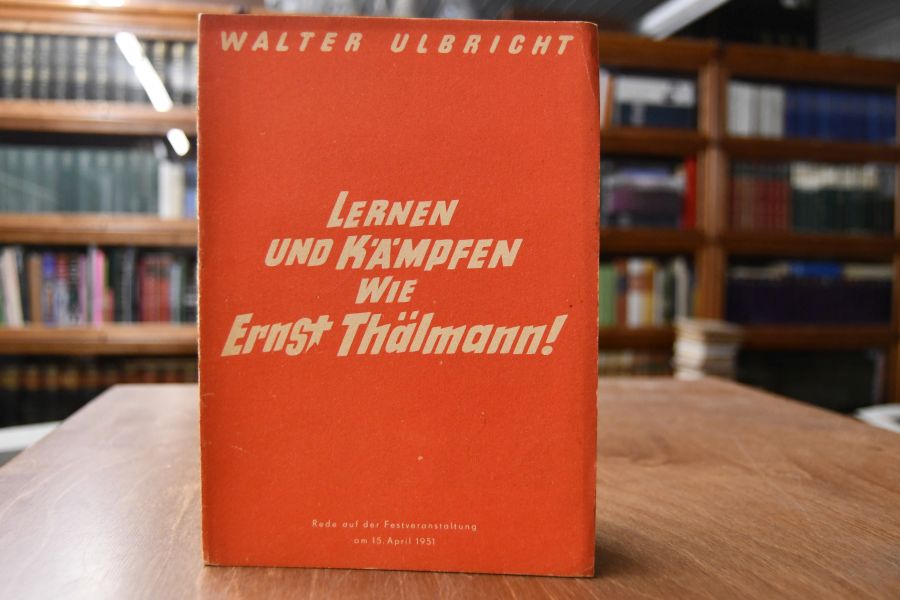 WALTER ULBRICHT
LERNEN
UND KÄMPFEN
WIE
Ernst Thälmann!
Rede auf der Festveranstaltung
am 15. April 1951